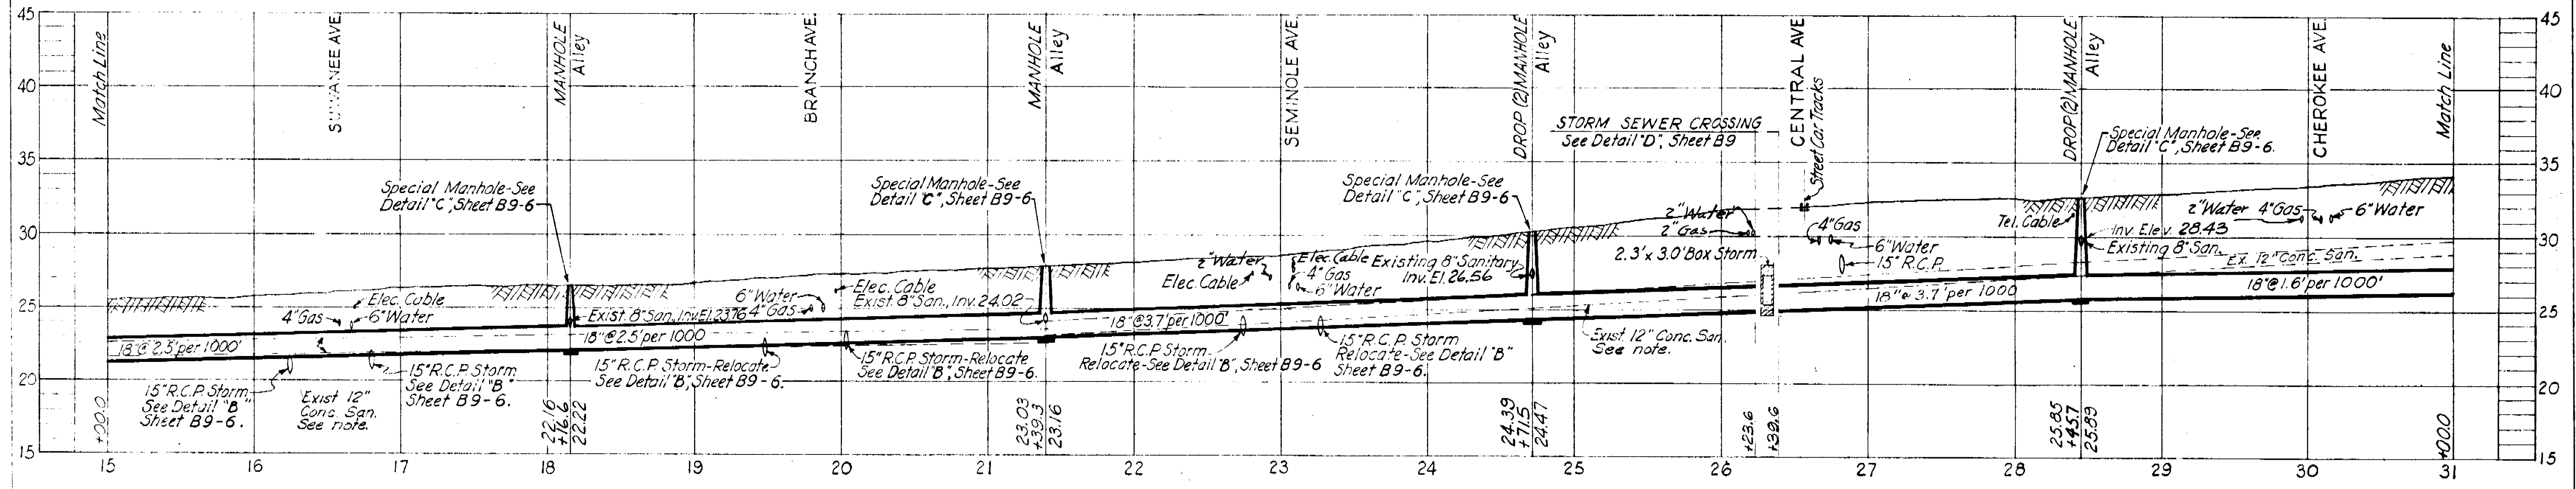 45
40
35
30
25
20
15
Match Line
SUWANEE AVE.
MANHOLE
Alley
BRANCH AVE.
MANHOLE
Alley
SEMINOLE AVE.
DROP (2) MANHOLE
Alley
CENTRAL AVE
Street Car Tracks
DROP (2) MANHOLE
Alley
CHEROKEE AVE.
Match Line
45
40
35
30
25
20
15
STORM SEWER CROSSING
See Detail "D", Sheet B9
Special Manhole-See
Detail "C", Sheet B9-6
Special Manhole-See
Detail "C", Sheet B9-6
Special Manhole-See
Detail "C", Sheet B9-6
Special Manhole-See
Detail "C", Sheet B9-6.
Elec. Cable
4" Gas
6" Water
18" @ 2.5' per 1000'
15" R.C.P. Storm
See Detail "B"
Sheet B9-6.
Exist 12"
Conc. San.
See note.
15" R.C.P. Storm
See Detail "B"
Sheet B9-6.
Exist. 8" San., Inv. El. 23.76
18" @ 2.5' per 1000
6" Water
4" Gas
Elec. Cable
15" R.C.P. Storm-Relocate
See Detail "B", Sheet B9-6.
15" R.C.P. Storm-Relocate
See Detail "B", Sheet B9-6.
Exist. 8" San., Inv. 24.02
18" @ 3.7' per 1000'
2" Water
Elec. Cable
Elec. Cable
4" Gas
6" Water
Existing 8" Sanitary
Inv. El. 26.56
15" R.C.P. Storm
Relocate-See Detail "B", Sheet B9-6
15" R.C.P. Storm
Relocate-See Detail "B"
Sheet B9-6.
2" Water
2" Gas
2.3' x 3.0' Box Storm
Exist. 12" Conc. San.
See note.
4" Gas
6" Water
15" R.C.P.
18" @ 3.7' per 1000
Tel. Cable
Inv. Elev. 28.43
Existing 8" San.
2" Water 4" Gas
6" Water
Ex. 12" Conc. San.
18" @ 1.6' per 1000'
+00.0
22.16
+16.6
22.22
23.03
+39.3
23.16
24.39
+71.5
24.47
+23.6
+39.6
25.85
+45.7
25.89
+00.0
15 16 17 18 19 20 21 22 23 24 25 26 27 28 29 30 31